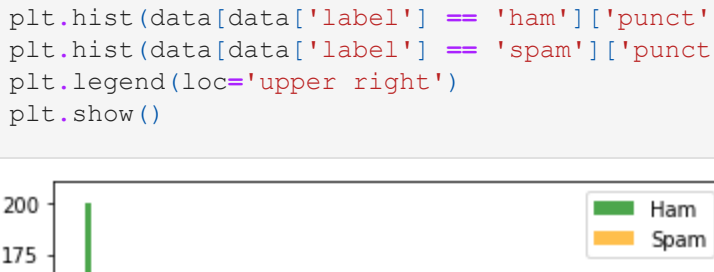 plt.hist(data[data['label'] == 'ham']['punct'
plt.hist(data[data['label'] == 'spam']['punct
plt.legend(loc='upper right')
plt.show()
200
Ham
Spam
175